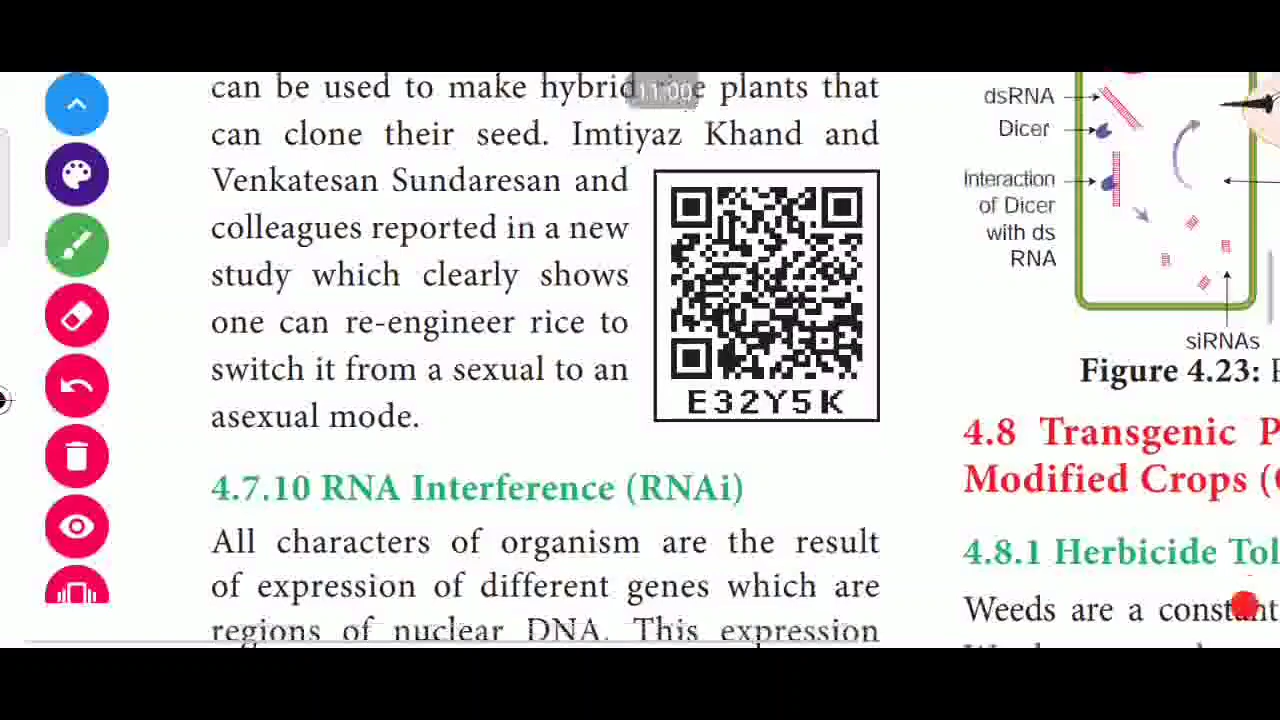 can be used to make hybrid rice plants that
11:00
can clone their seed. Imtiyaz Khand and
Venkatesan Sundaresan and
colleagues reported in a new
study which clearly shows
one can re-engineer rice to
switch it from a sexual to an
asexual mode.
E32Y5K
4.7.10 RNA Interference (RNAi)
All characters of organism are the result
of expression of different genes which are
regions of nuclear DNA. This expression
dsRNA
Dicer
Interaction
of Dicer
with ds
RNA
siRNAs
Figure 4.23:
4.8 Transgenic P
Modified Crops (
4.8.1 Herbicide Tol
Weeds are a constant